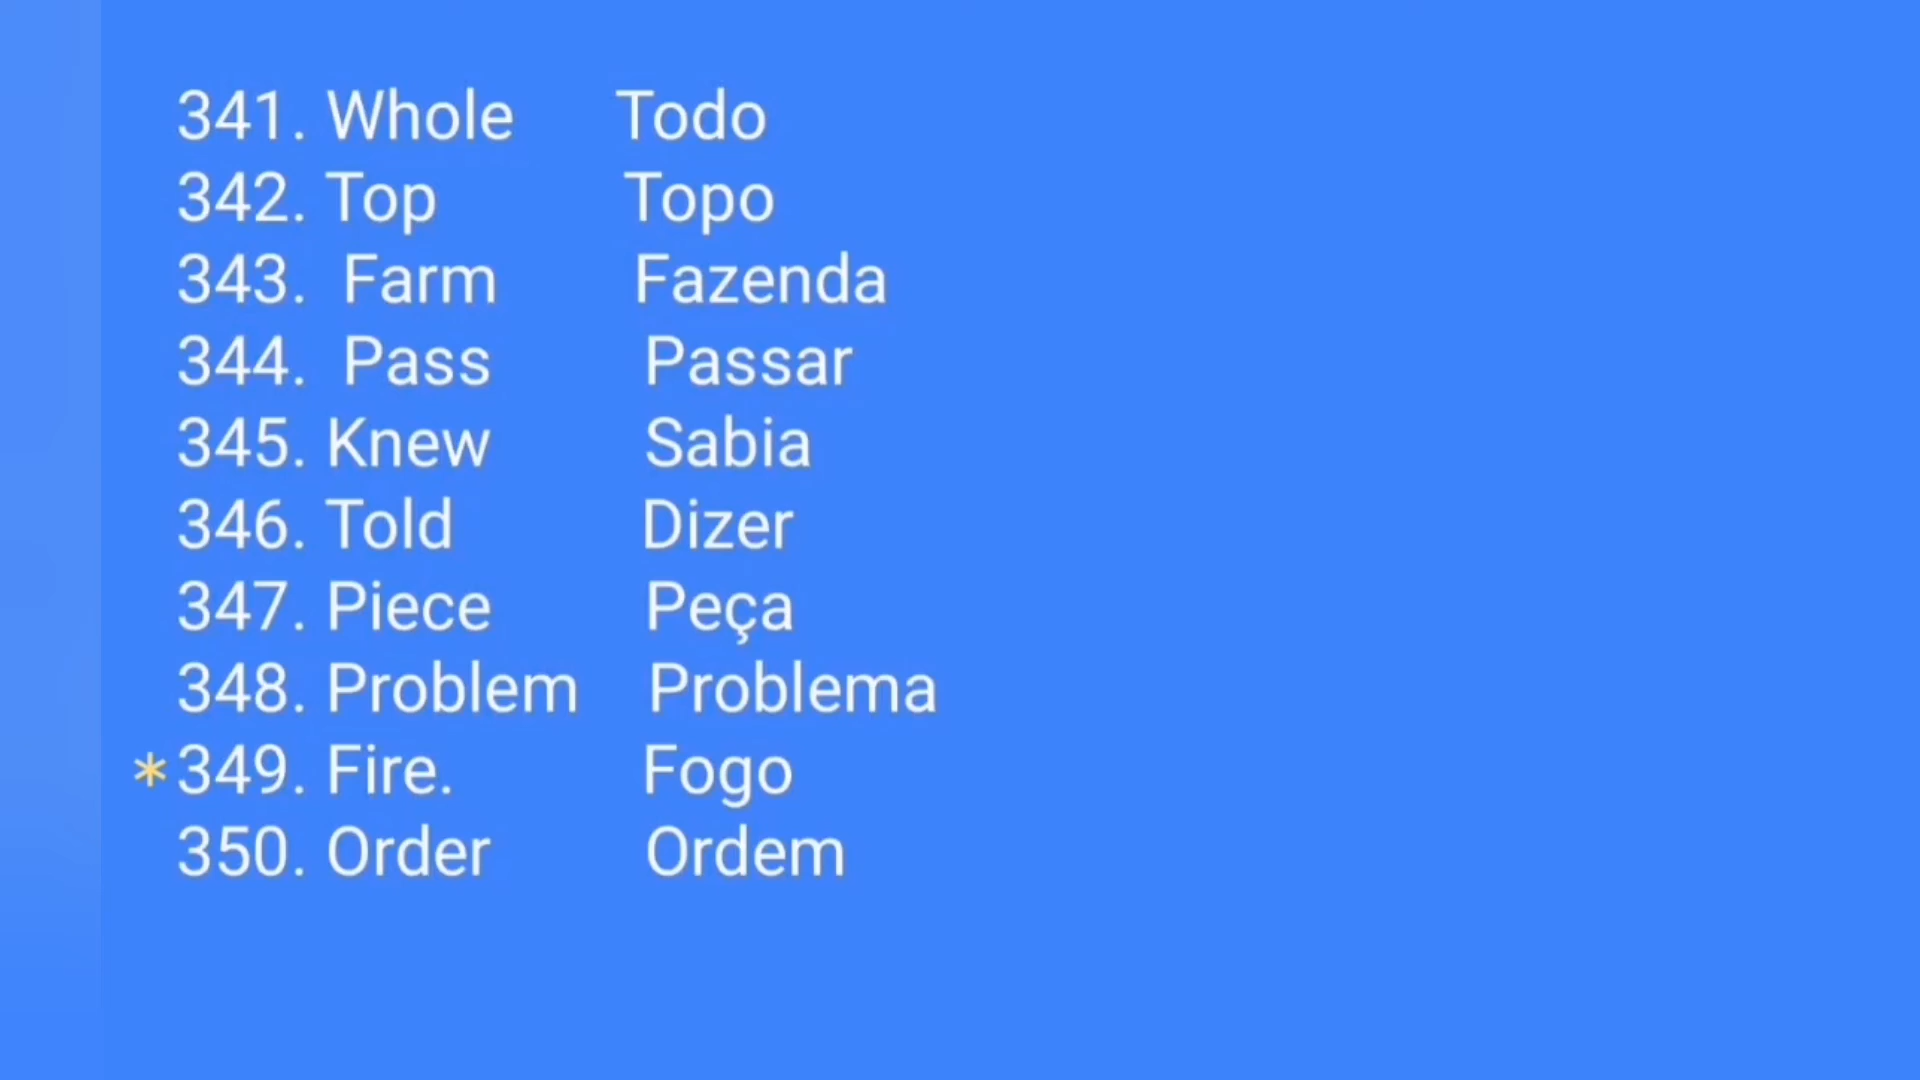 341. Whole Todo
342. Top Topo
343. Farm Fazenda
344. Pass Passar
345. Knew Sabia
346. Told Dizer
347. Piece Peça
348. Problem Problema
*349. Fire. Fogo
350. Order Ordem